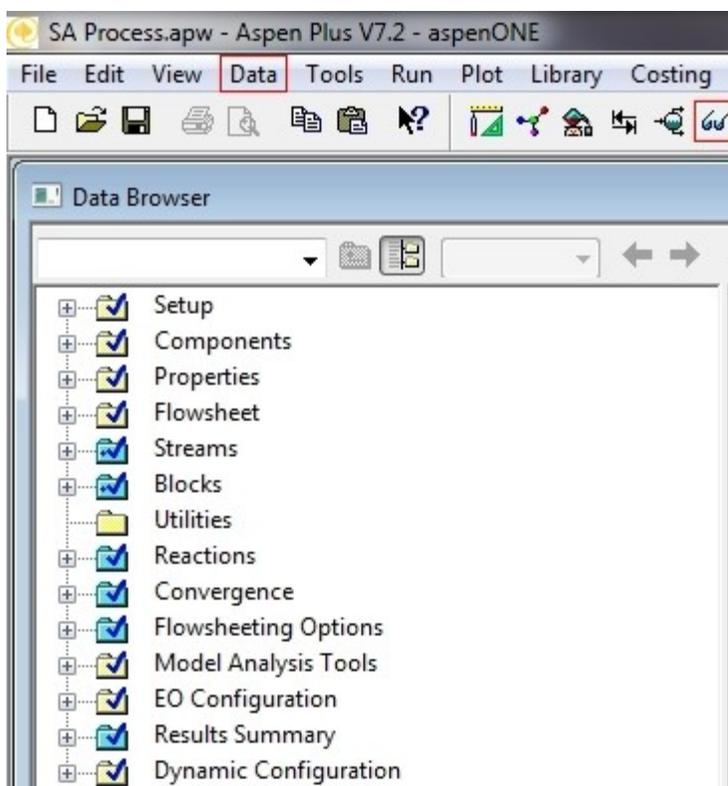 SA Process.apw - Aspen Plus V7.2 - aspenONE
File Edit View Data Tools Run Plot Library Costing
Data Browser
Setup
Components
Properties
Flowsheet
Streams
Blocks
Utilities
Reactions
Convergence
Flowsheeting Options
Model Analysis Tools
EO Configuration
Results Summary
Dynamic Configuration